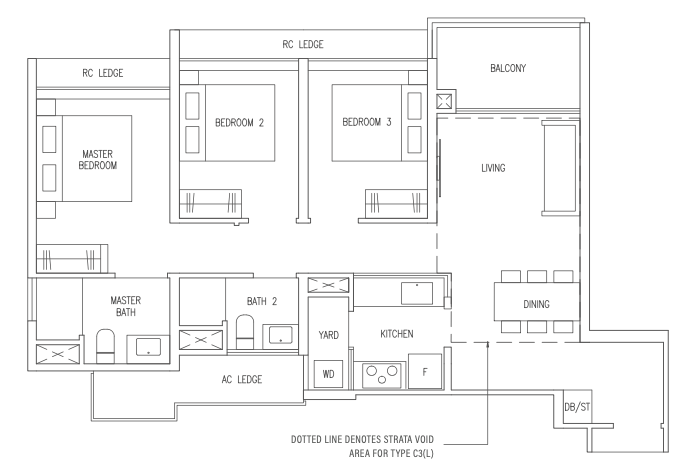 RC LEDGE
RC LEDGE
BALCONY
BEDROOM 2
BEDROOM 3
MASTER
BEDROOM
LIVING
MASTER
BATH
BATH 2
DINING
YARD
KITCHEN
WD
F
AC LEDGE
DB/ST
DOTTED LINE DENOTES STRATA VOID
AREA FOR TYPE C3(L)